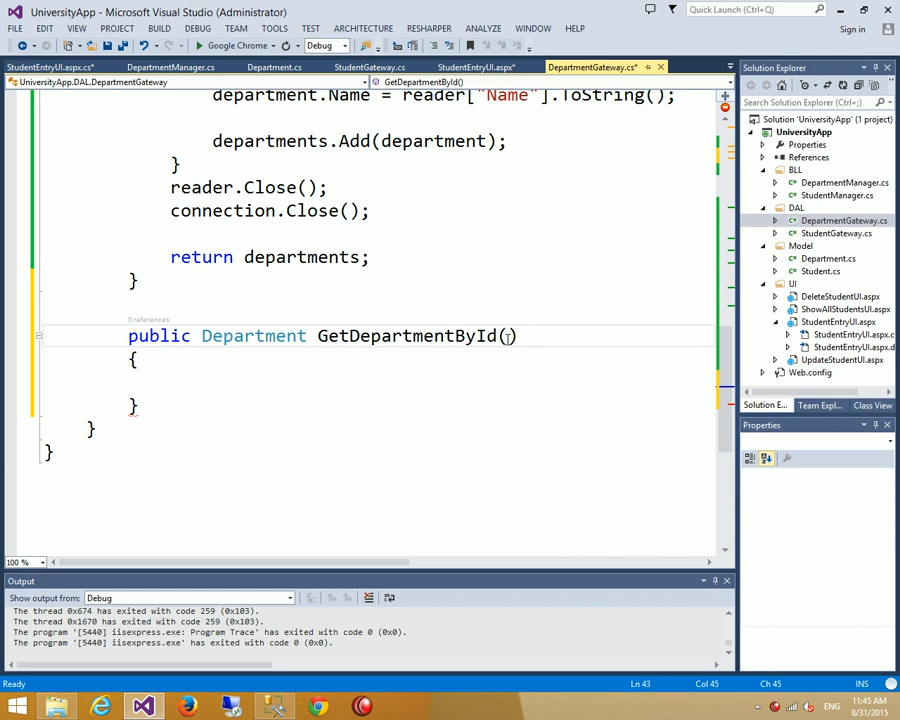 UniversityApp - Microsoft Visual Studio (Administrator)
Quick Launch (Ctrl+Q)
FILE EDIT VIEW PROJECT BUILD DEBUG TEAM SQL TOOLS TEST ARCHITECTURE RESHARPER ANALYZE WINDOW HELP
Sign in
Google Chrome Debug
StudentEntryUI.aspx.cs* DepartmentManager.cs Department.cs StudentGateway.cs StudentEntryUI.aspx* DepartmentGateway.cs*
UniversityApp.DAL.DepartmentGateway GetDepartmentById()
department.Name = reader["Name"].ToString();
departments.Add(department);
}
reader.Close();
connection.Close();
return departments;
}
0 references
public Department GetDepartmentById()
{
}
}
}
100 %
Output
Show output from: Debug
The thread 0x674 has exited with code 259 (0x103).
The thread 0x1670 has exited with code 259 (0x103).
The program '[5440] iisexpress.exe: Program Trace' has exited with code 0 (0x0).
The program '[5440] iisexpress.exe' has exited with code 0 (0x0).
Solution Explorer
Search Solution Explorer (Ctrl+;)
Solution 'UniversityApp' (1 project)
UniversityApp
Properties
References
BLL
DepartmentManager.cs
StudentManager.cs
DAL
DepartmentGateway.cs
StudentGateway.cs
Model
Department.cs
Student.cs
UI
DeleteStudentUI.aspx
ShowAllStudentsUI.aspx
StudentEntryUI.aspx
StudentEntryUI.aspx.c
StudentEntryUI.aspx.d
UpdateStudentUI.aspx
Web.config
Solution E... Team Expl... Class View
Properties
Ready
Ln 43 Col 45 Ch 45 INS
ENG
11:45 AM
8/31/2015